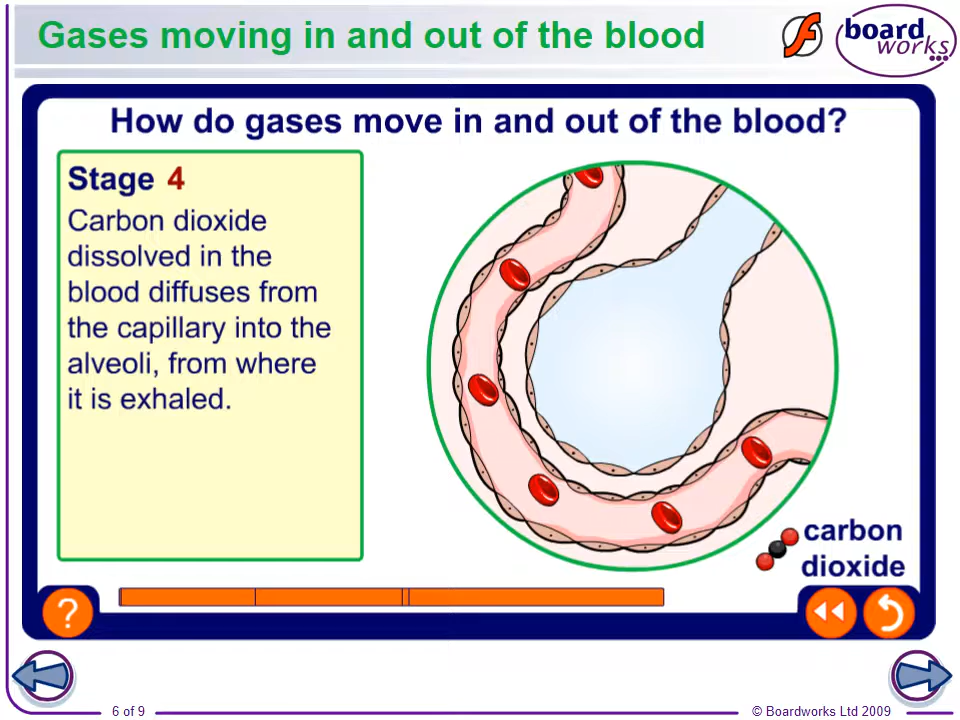 Gases moving in and out of the blood
board
works
How do gases move in and out of the blood?
Stage 4
Carbon dioxide
dissolved in the
blood diffuses from
the capillary into the
alveoli, from where
it is exhaled.
carbon
dioxide
?
6 of 9
© Boardworks Ltd 2009